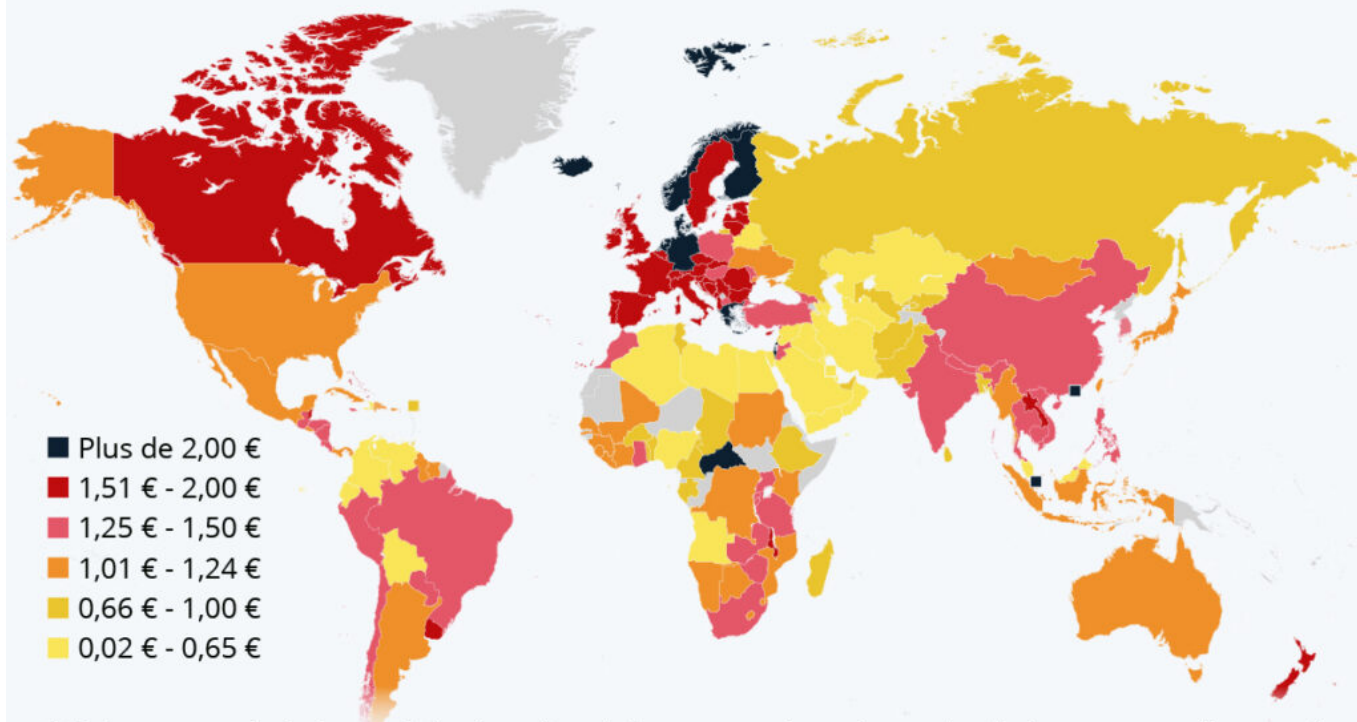 Plus de 2,00 €
1,51 € - 2,00 €
1,25 € - 1,50 €
1,01 € - 1,24 €
0,66 € - 1,00 €
0,02 € - 0,65 €